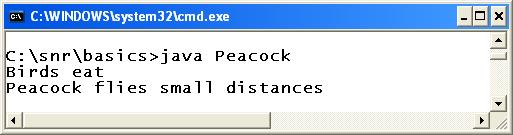 C:\WINDOWS\system32\cmd.exe
C:\snr\basics>java Peacock
Birds eat
Peacock flies small distances